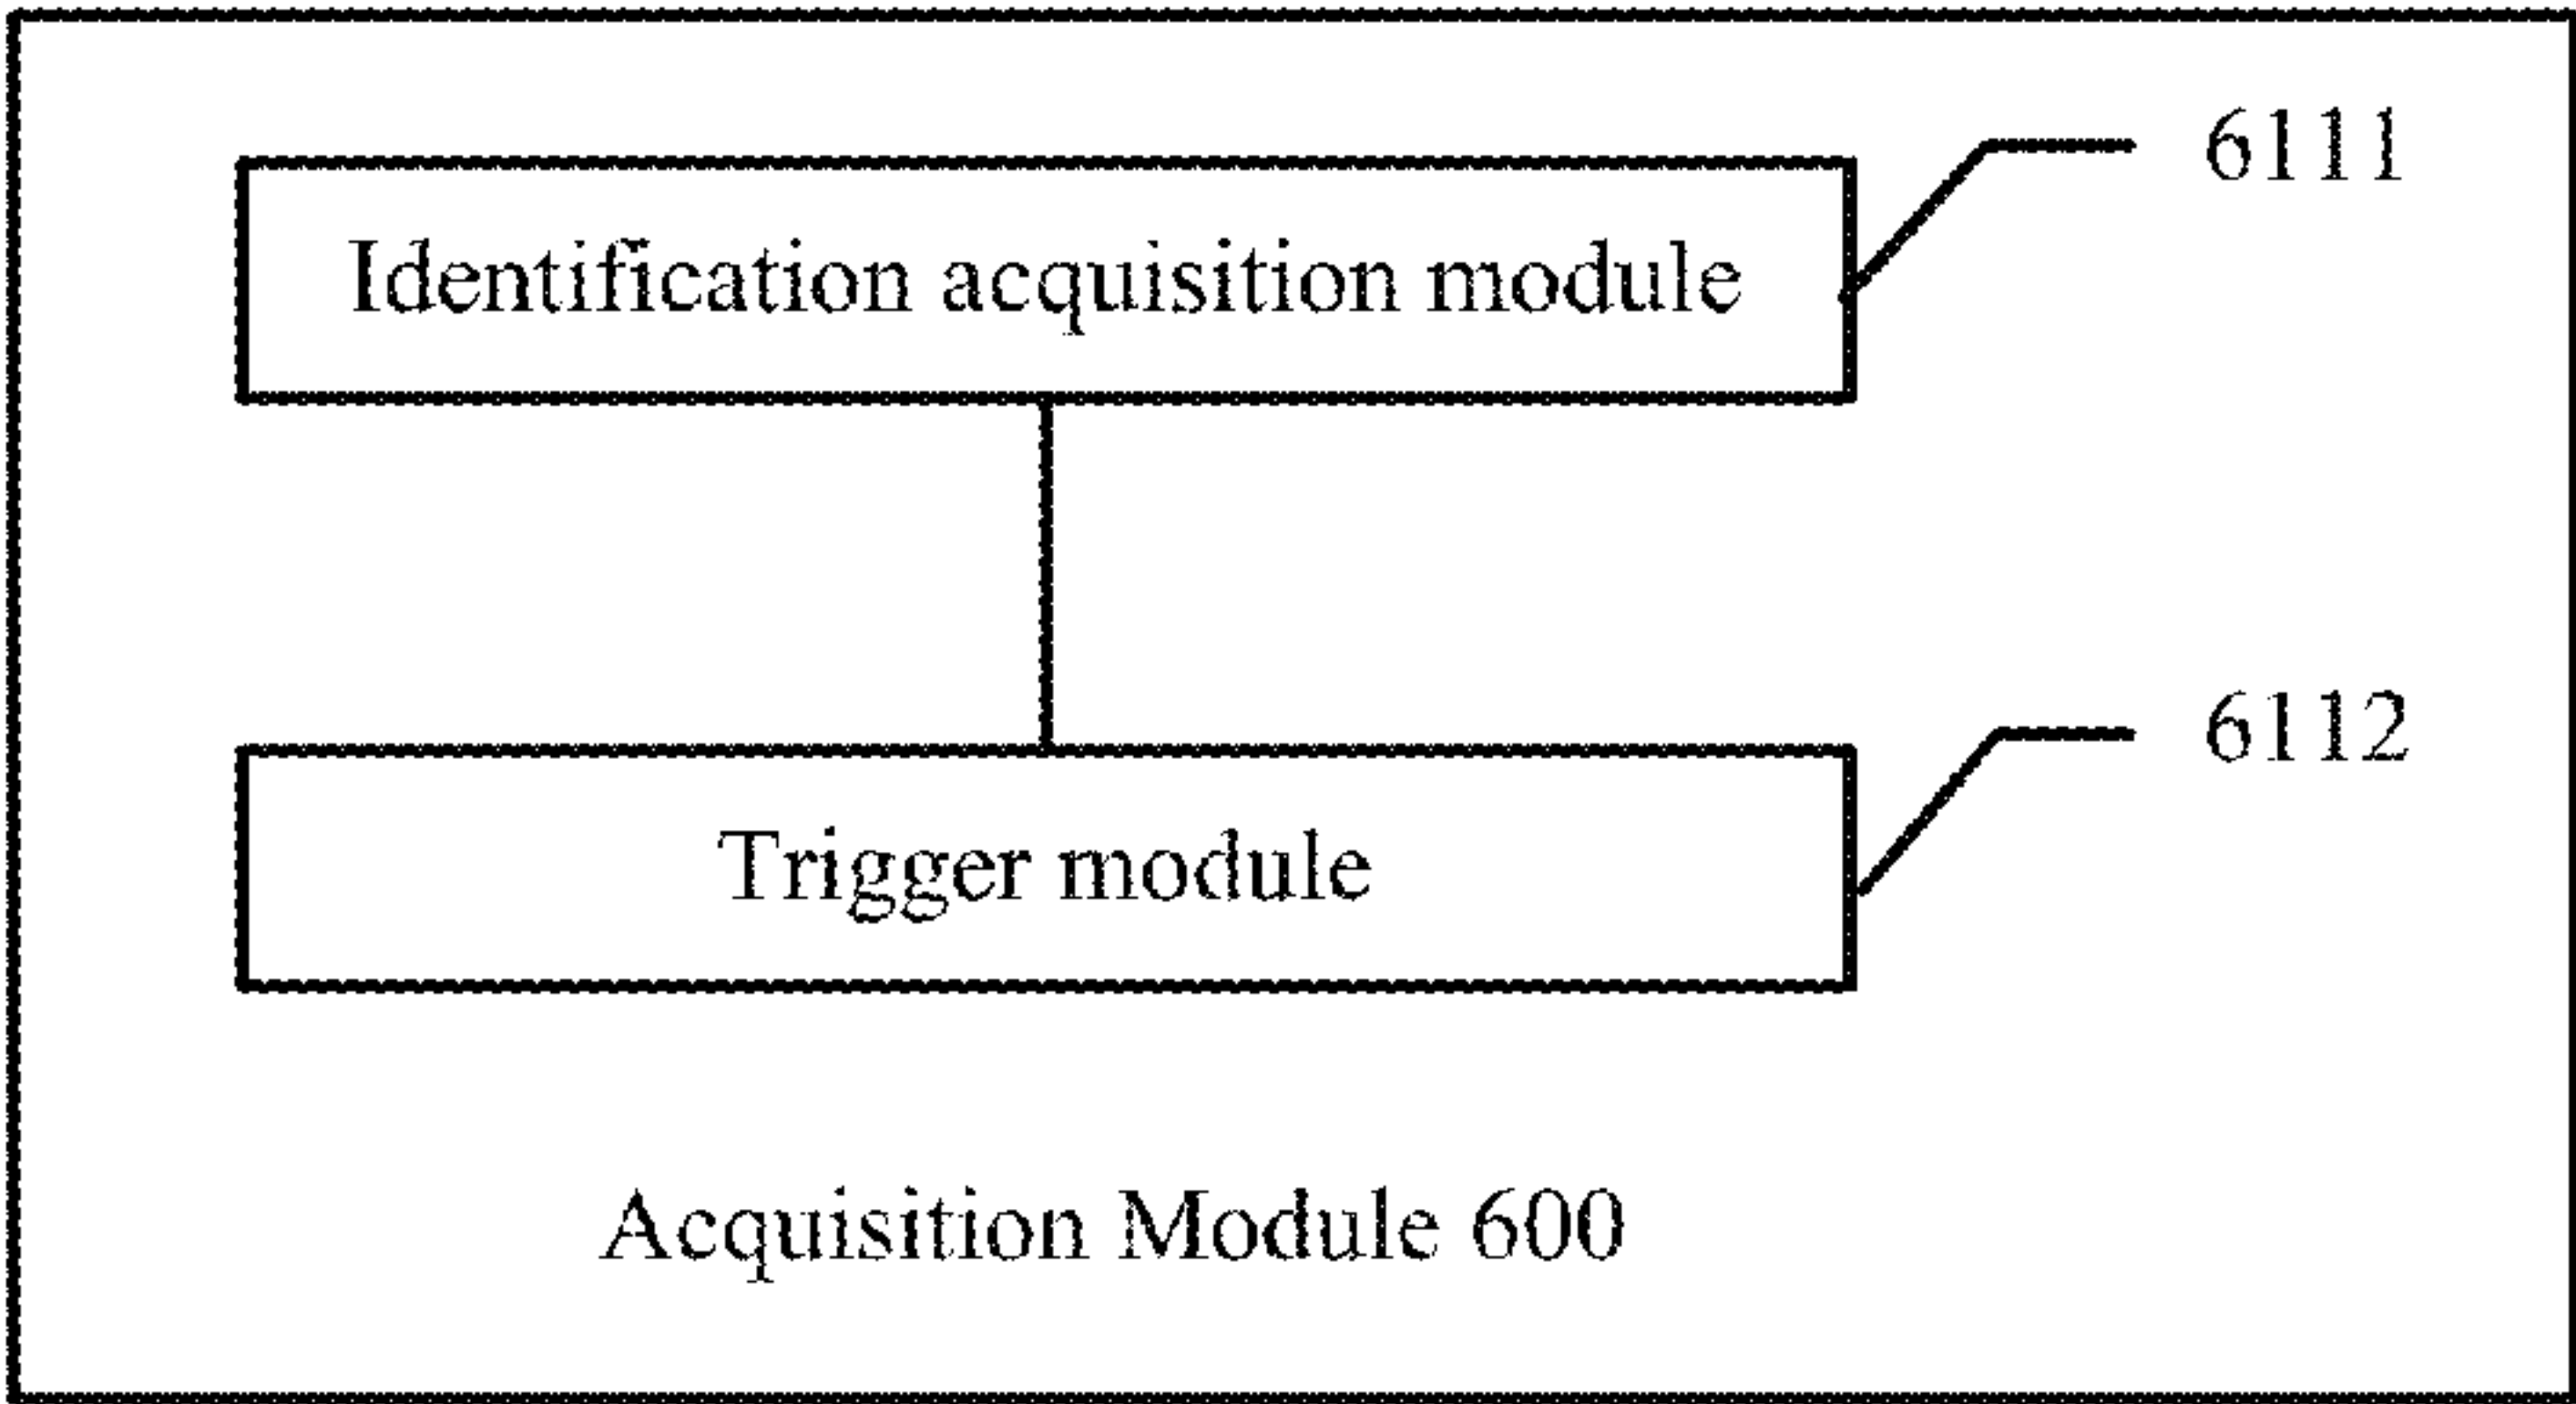 6111
Identification acquisition module
6112
Trigger module
Acquisition Module 600